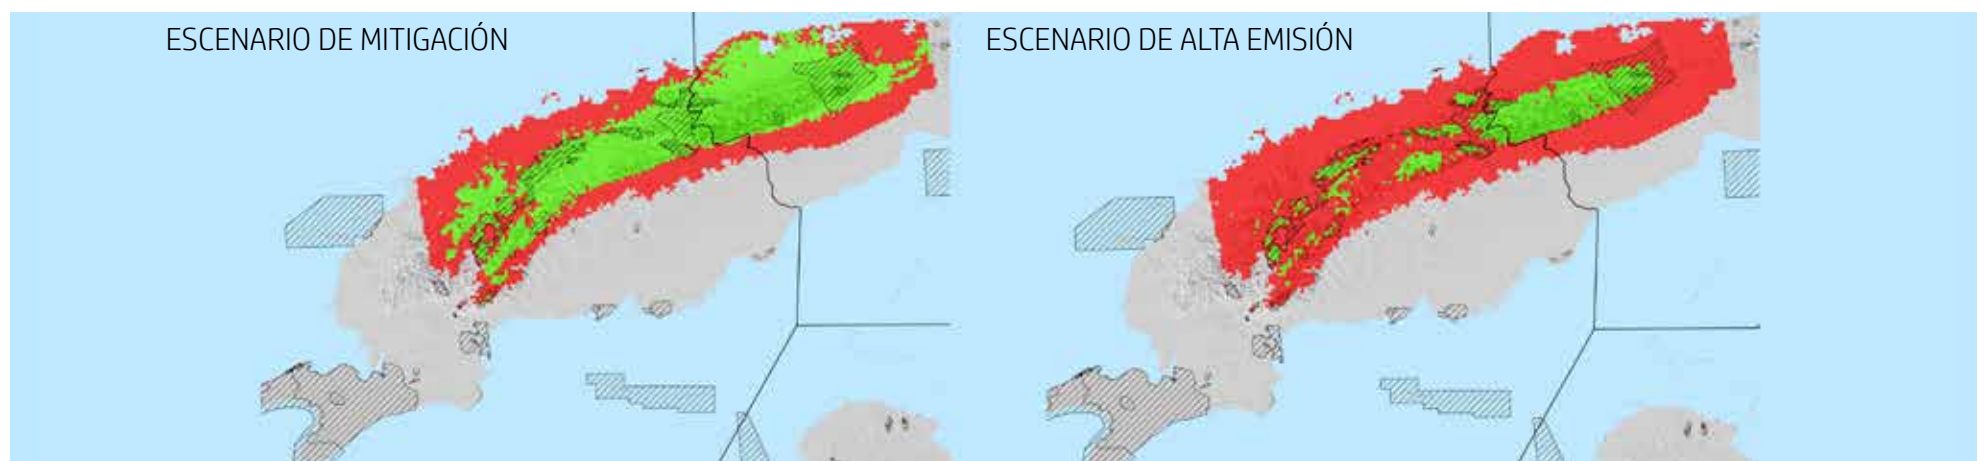 ESCENARIO DE MITIGACIÓN
ESCENARIO DE ALTA EMISIÓN